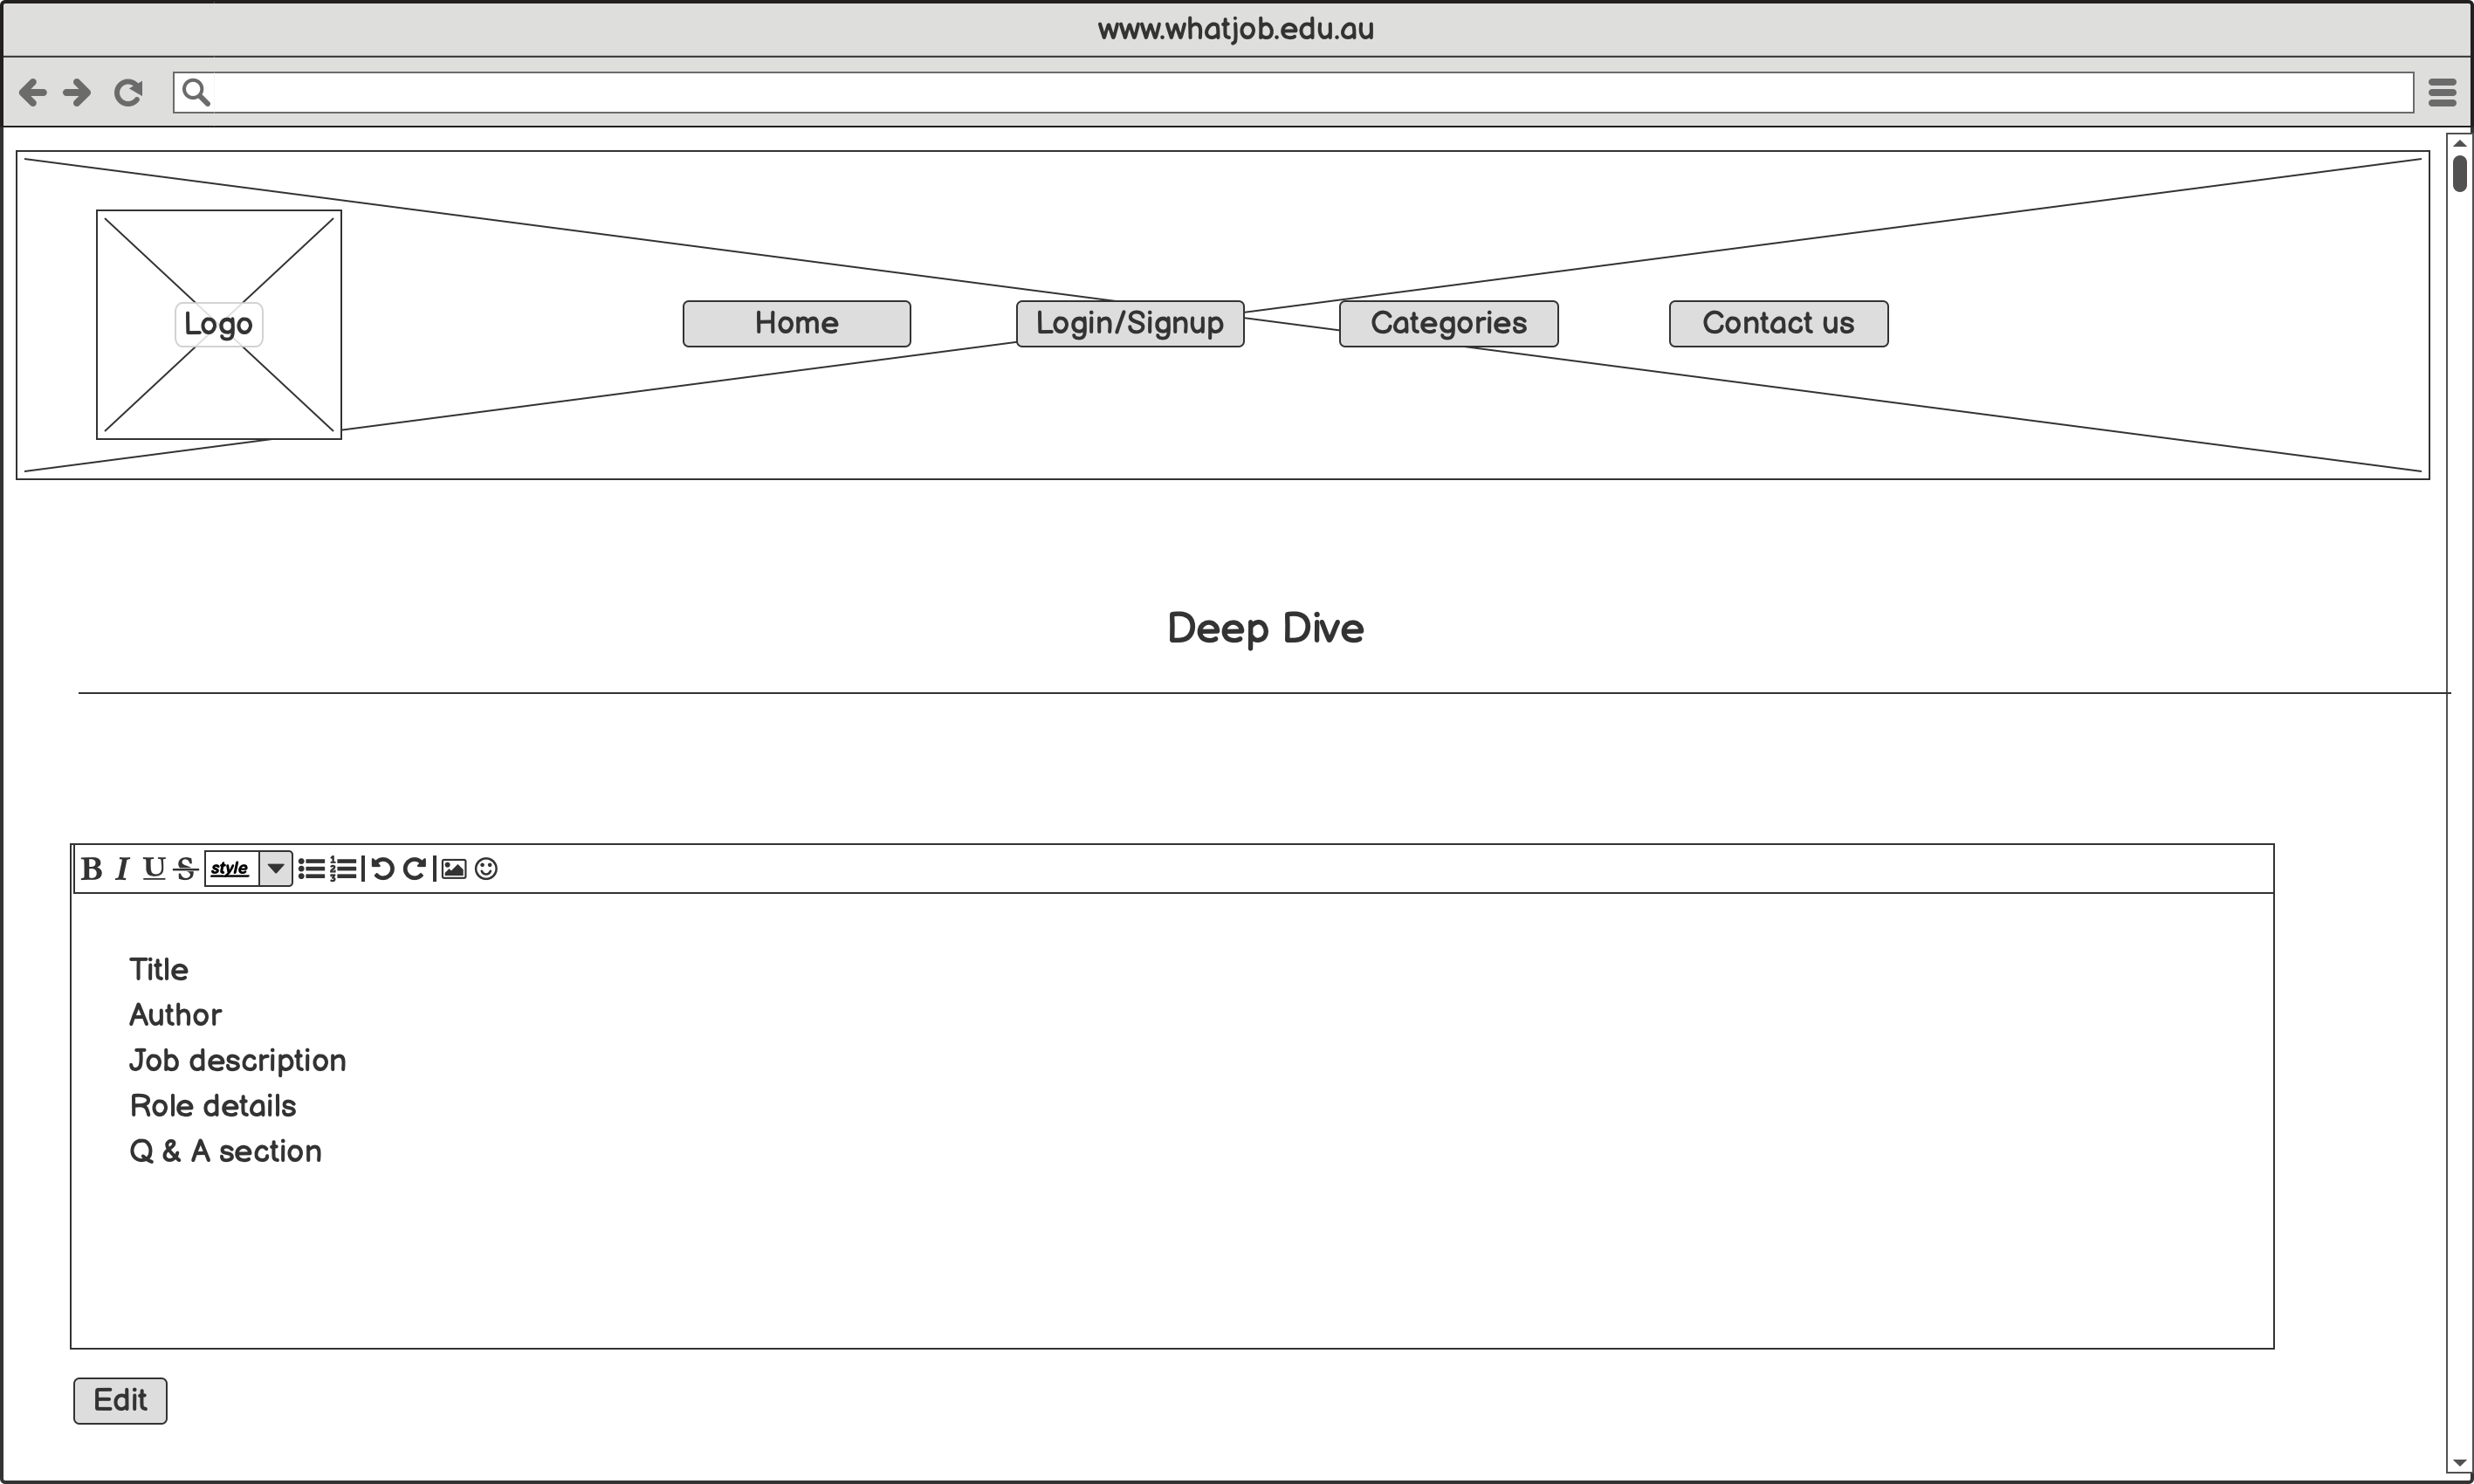 www.whatjob.edu.au
Logo
Home
Login/Signup
Categories
Contact us
Deep Dive
B I U S style
Title
Author
Job description
Role details
Q & A section
Edit